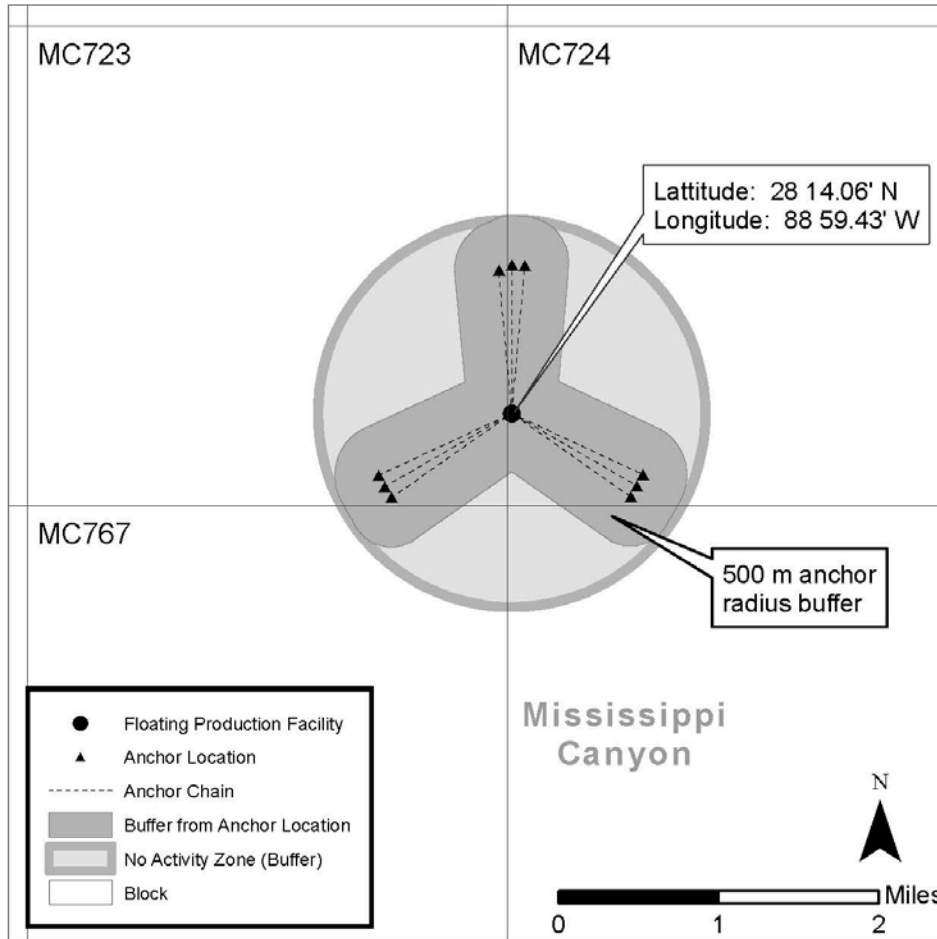 MC723
MC724
Lattitude: 28 14.06' N
Longitude: 88 59.43' W
MC767
500 m anchor
radius buffer
Mississippi
Canyon
Floating Production Facility
Anchor Location
Anchor Chain
Buffer from Anchor Location
No Activity Zone (Buffer)
Block
N
Miles
0 1 2